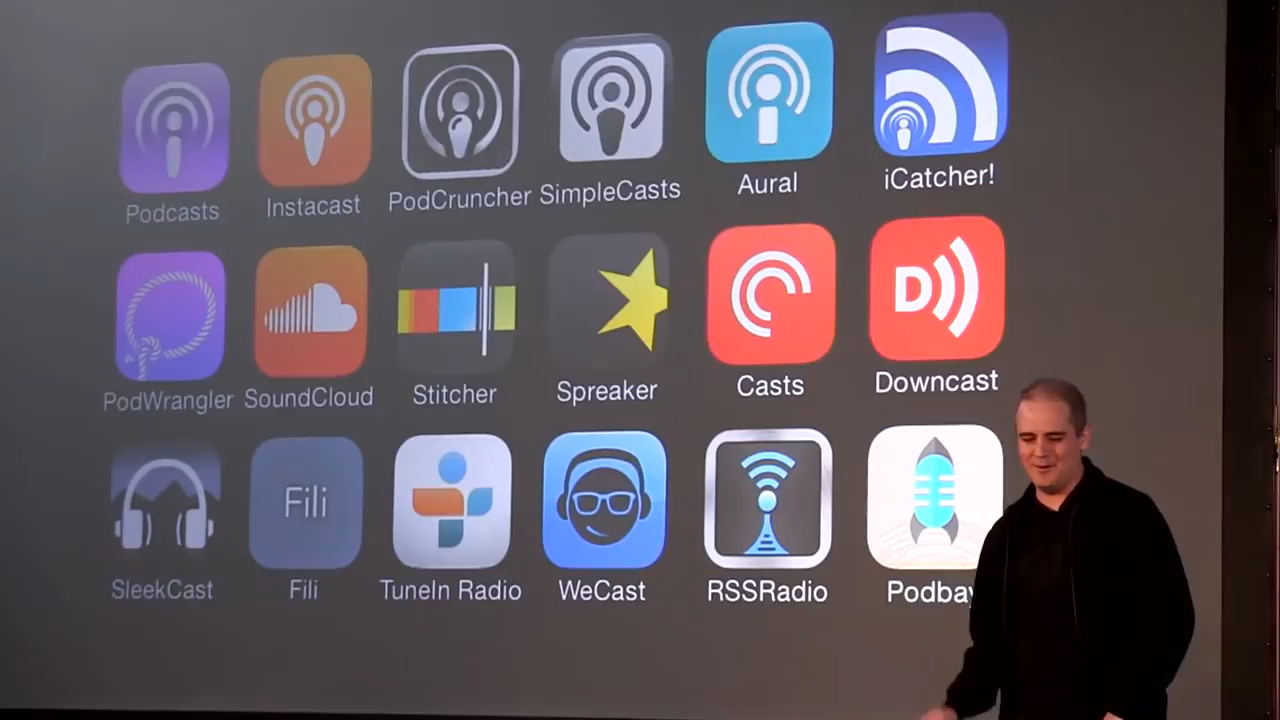 Podcasts Instacast PodCruncher SimpleCasts Aural iCatcher!
D
PodWrangler SoundCloud Stitcher Spreaker Casts Downcast
Fili
SleekCast Fili TuneIn Radio WeCast RSSRadio Podbay